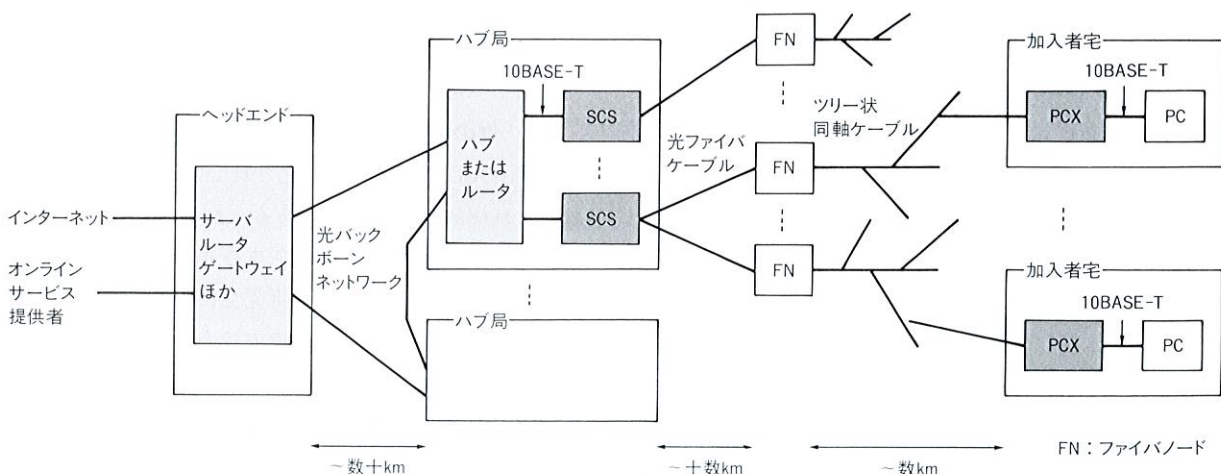 ヘッドエンド
インターネット
オンライン
サービス
提供者
サーバ
ルータ
ゲートウェイ
ほか
光バック
ボーン
ネットワーク
ハブ局
10BASE-T
ハブ
または
ルータ
SCS
SCS
ハブ局
光ファイバ
ケーブル
FN
FN
FN
ツリー状
同軸ケーブル
加入者宅
10BASE-T
PCX
PC
加入者宅
10BASE-T
PCX
PC
~数十km
~十数km
~数km
FN:ファイバノード